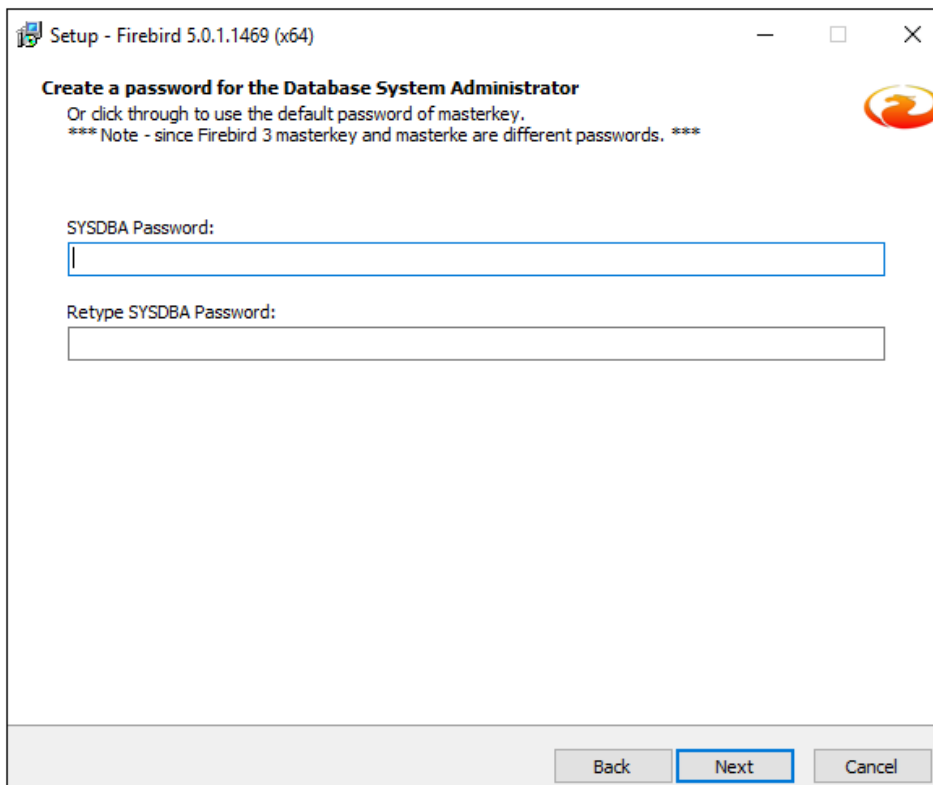 Setup - Firebird 5.0.1.1469 (x64)
Create a password for the Database System Administrator
Or click through to use the default password of masterkey.
*** Note - since Firebird 3 masterkey and masterke are different passwords. ***
SYSDBA Password:
Retype SYSDBA Password:
Back Next Cancel